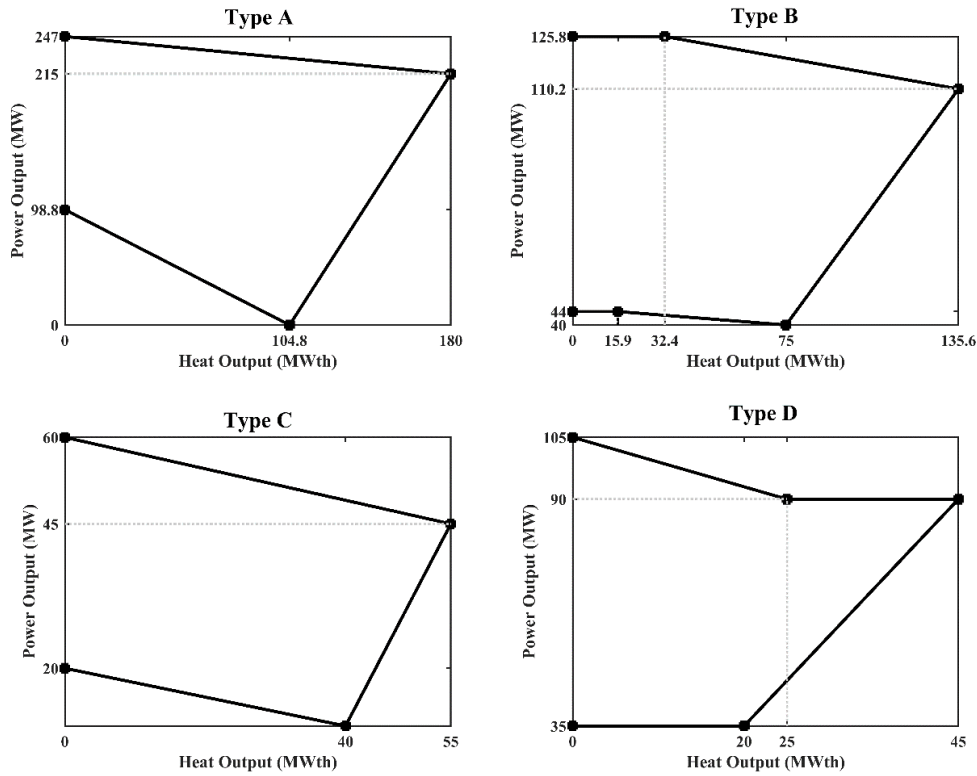 Type A
247
215
98.8
0
Power Output (MW)
0
104.8
180
Heat Output (MWth)
Type B
125.8
110.2
44
40
Power Output (MW)
0
15.9
32.4
75
135.6
Heat Output (MWth)
Type C
60
45
20
Power Output (MW)
0
40
55
Heat Output (MWth)
Type D
105
90
35
Power Output (MW)
0
20
25
45
Heat Output (MWth)